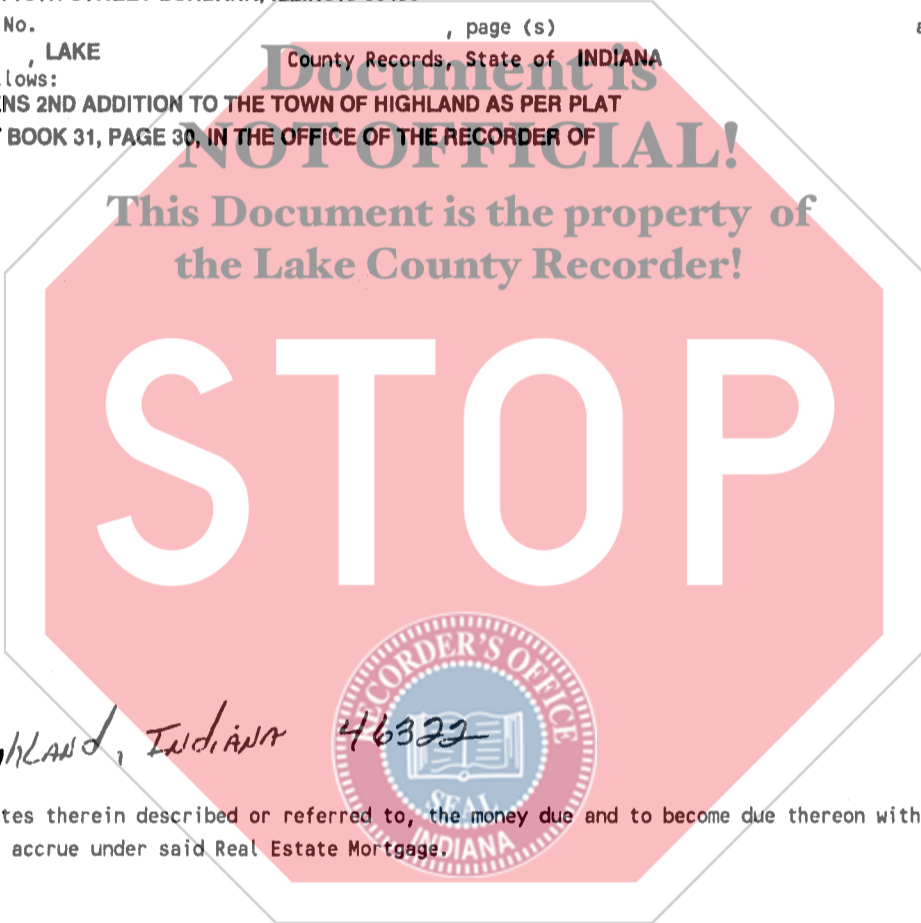 No. , page (s)
, LAKE County Records, State of INDIANA
lows:
NS 2ND ADDITION TO THE TOWN OF HIGHLAND AS PER PLAT
BOOK 31, PAGE 30, IN THE OFFICE OF THE RECORDER OF
Document is
NOT OFFICIAL!
This Document is the property of
the Lake County Recorder!
STOP
RECORDER'S OFFICE
SEAL
INDIANA
hLANd, INdiANA 46322
tes therein described or referred to, the money due and to become due thereon with
accrue under said Real Estate Mortgage.